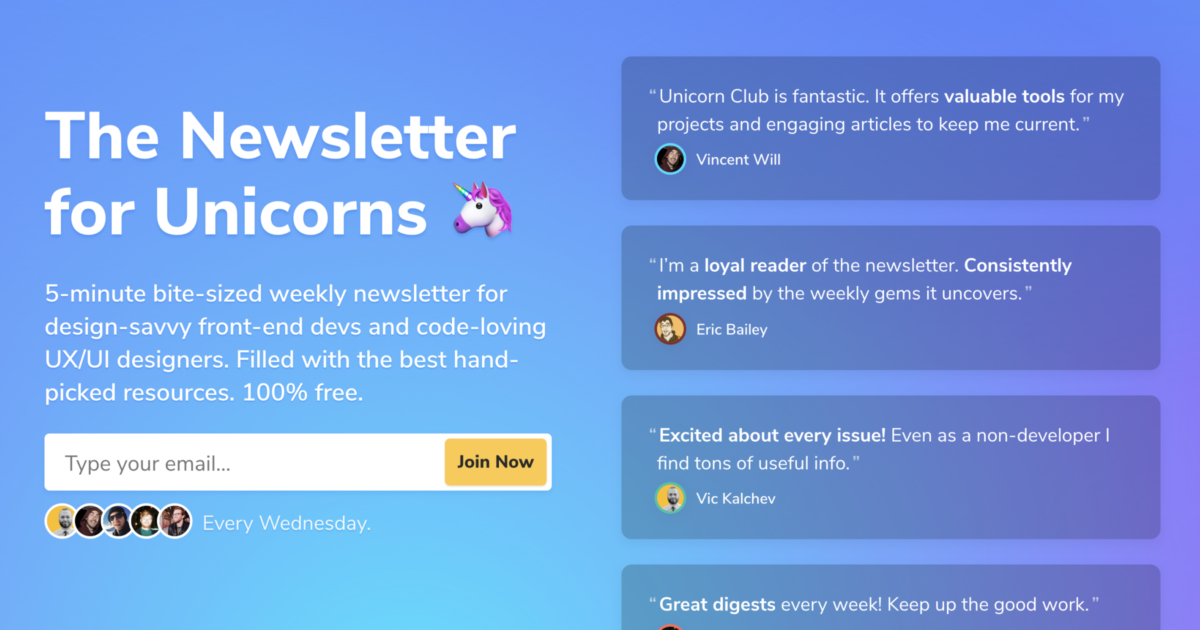 The Newsletter
for Unicorns 🦄
5-minute bite-sized weekly newsletter for
design-savvy front-end devs and code-loving
UX/UI designers. Filled with the best hand-
picked resources. 100% free.
Type your email...
Join Now
Every Wednesday.
“Unicorn Club is fantastic. It offers valuable tools for my
projects and engaging articles to keep me current.”
Vincent Will
“I’m a loyal reader of the newsletter. Consistently
impressed by the weekly gems it uncovers.”
Eric Bailey
“Excited about every issue! Even as a non-developer I
find tons of useful info.”
Vic Kalchev
“Great digests every week! Keep up the good work.”